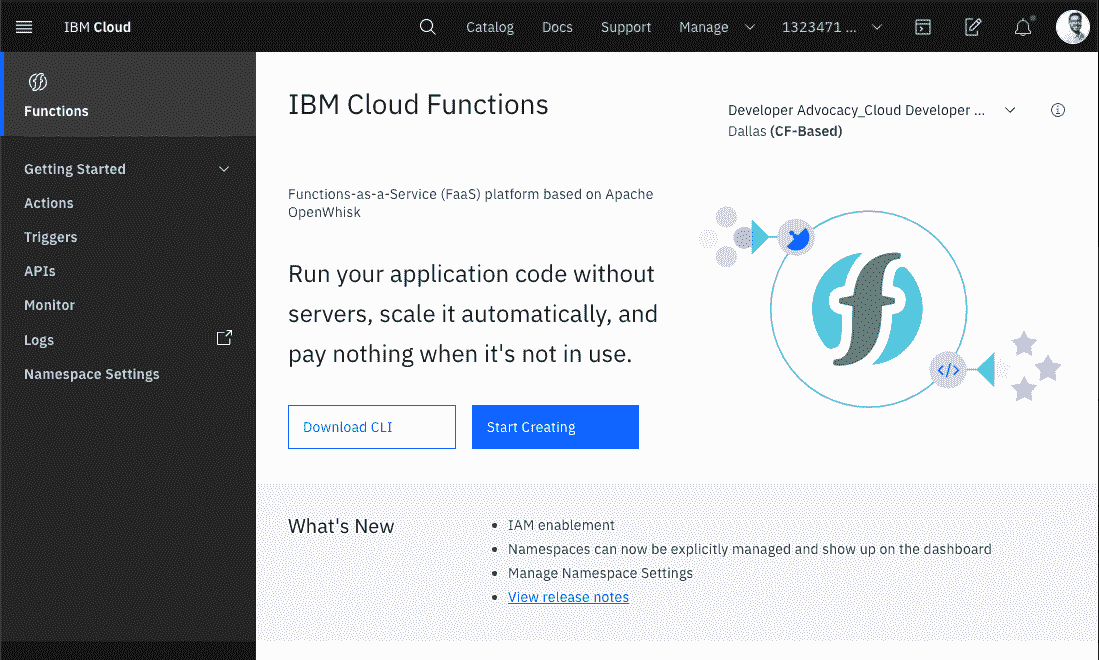 IBM Cloud
Catalog
Docs
Support
Manage
1323471 ...
Functions
Getting Started
Actions
Triggers
APIs
Monitor
Logs
Namespace Settings
IBM Cloud Functions
Developer Advocacy_Cloud Developer ...
Dallas (CF-Based)
Functions-as-a-Service (FaaS) platform based on Apache
OpenWhisk
Run your application code without
servers, scale it automatically, and
pay nothing when it's not in use.
Download CLI
Start Creating
</>
What's New
IAM enablement
Namespaces can now be explicitly managed and show up on the dashboard
Manage Namespace Settings
View release notes